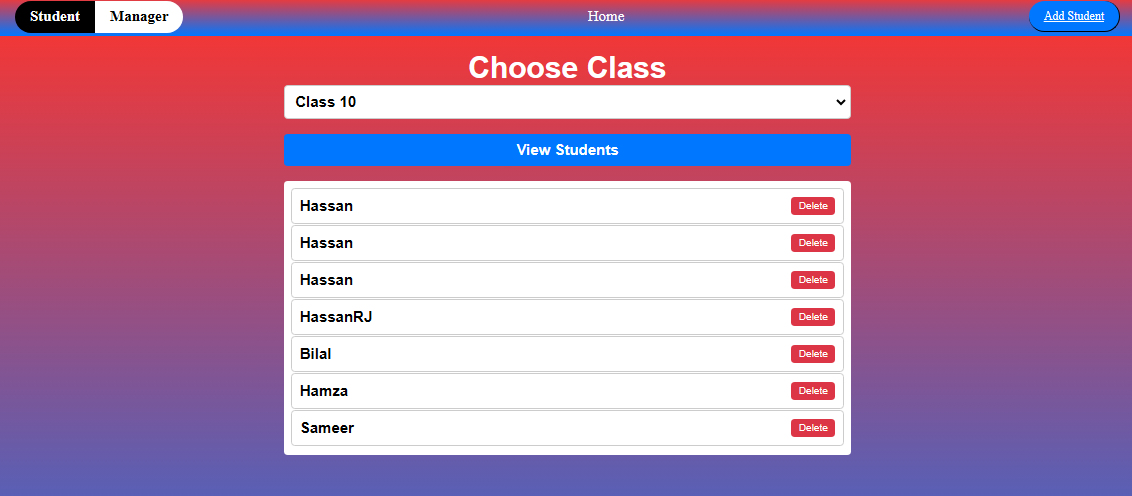 Student Manager Home Add Student
Choose Class
Class 10
View Students
Hassan Delete
Hassan Delete
Hassan Delete
HassanRJ Delete
Bilal Delete
Hamza Delete
Sameer Delete